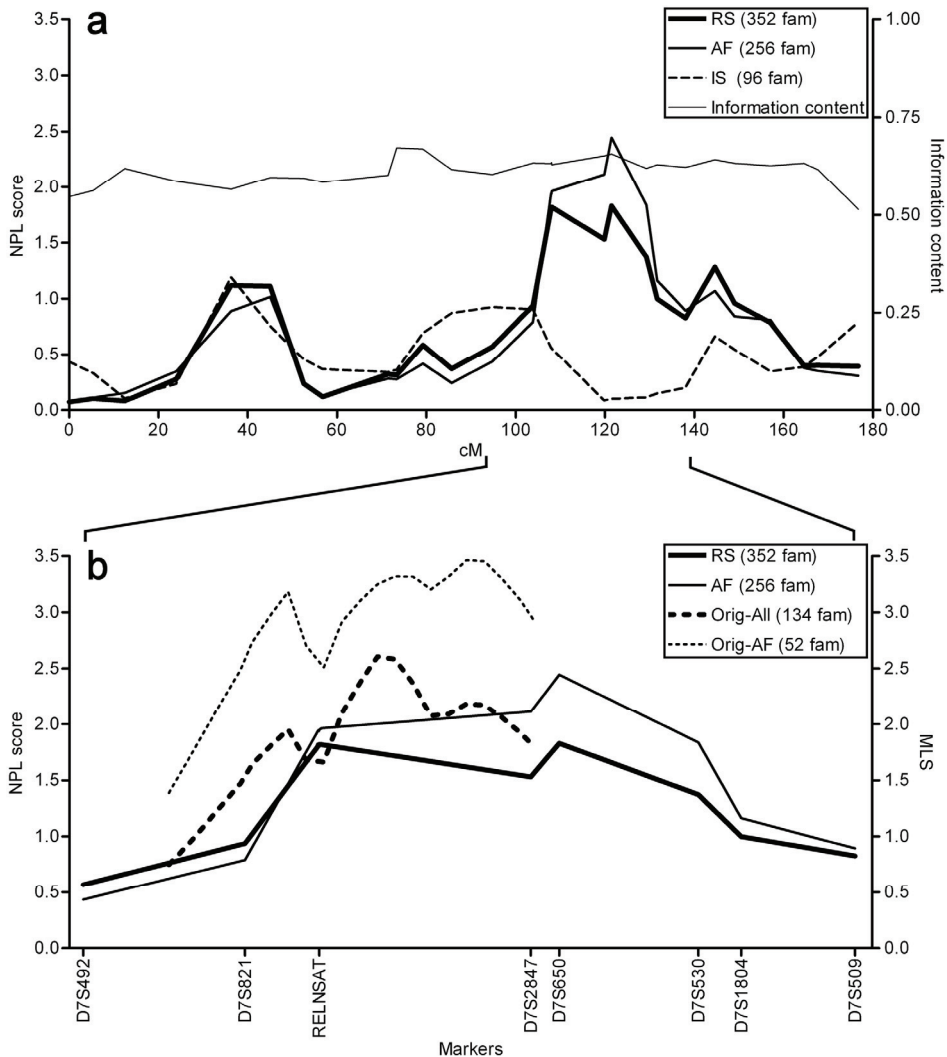 a
RS (352 fam)
AF (256 fam)
IS (96 fam)
Information content
3.5
3.0
2.5
2.0
1.5
1.0
0.5
0.0
NPL score
1.00
0.75
0.50
0.25
0.00
Information content
0 20 40 60 80 100 120 140 160 180
cM
b
RS (352 fam)
AF (256 fam)
Orig-All (134 fam)
Orig-AF (52 fam)
3.5
3.0
2.5
2.0
1.5
1.0
0.5
0.0
NPL score
3.5
3.0
2.5
2.0
1.5
1.0
0.5
0.0
MLS
D7S492
D7S821
RELNSAT
D7S2847
D7S650
D7S530
D7S1804
D7S509
Markers